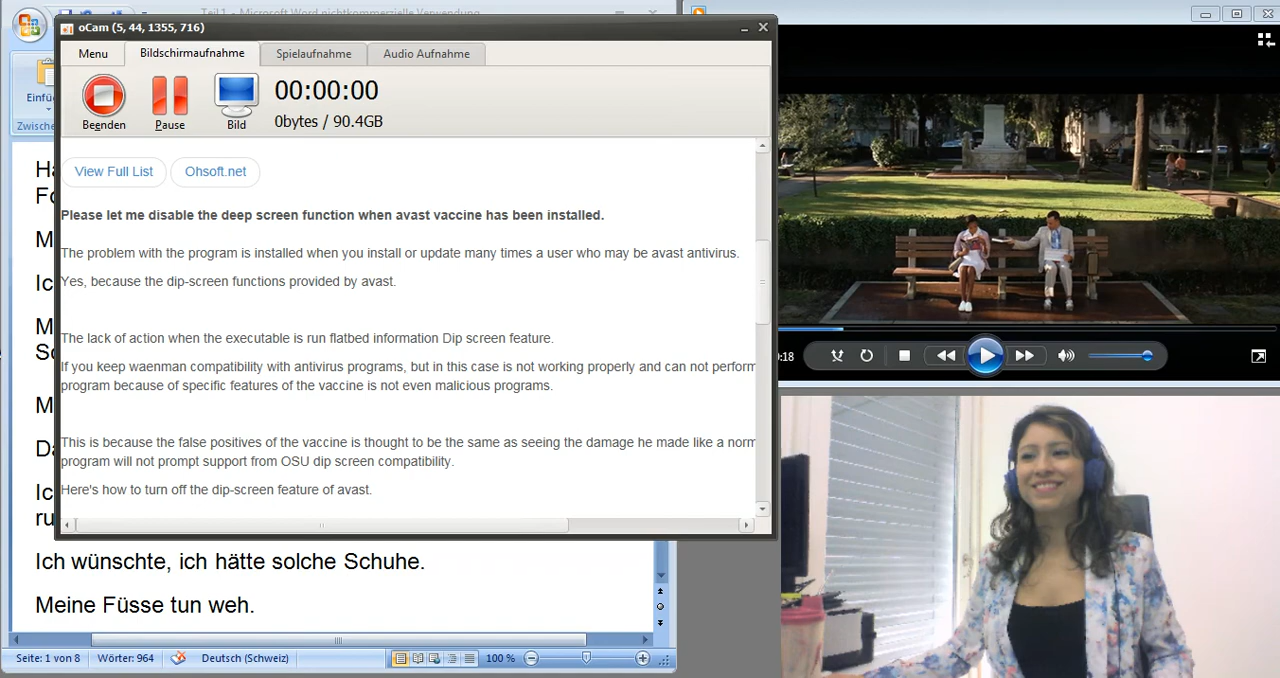 Teil 1 - Microsoft Word nichtkommerzielle Verwendung
oCam (5, 44, 1355, 716)
Menu
Bildschirmaufnahme
Spielaufnahme
Audio Aufnahme
00:00:00
0bytes / 90.4GB
Beenden
Pause
Bild
Einfü
Zwische
View Full List
Ohsoft.net
Please let me disable the deep screen function when avast vaccine has been installed.
The problem with the program is installed when you install or update many times a user who may be avast antivirus.
Yes, because the dip-screen functions provided by avast.
The lack of action when the executable is run flatbed information Dip screen feature.
If you keep waenman compatibility with antivirus programs, but in this case is not working properly and can not perform
program because of specific features of the vaccine is not even malicious programs.
This is because the false positives of the vaccine is thought to be the same as seeing the damage he made like a norm
program will not prompt support from OSU dip screen compatibility.
Here's how to turn off the dip-screen feature of avast.
Ha
Fo
M
Ic
M
Sc
M
Da
Ic
ru
Ich wünschte, ich hätte solche Schuhe.
Meine Füsse tun weh.
Seite: 1 von 8
Wörter: 964
Deutsch (Schweiz)
100 %
:18